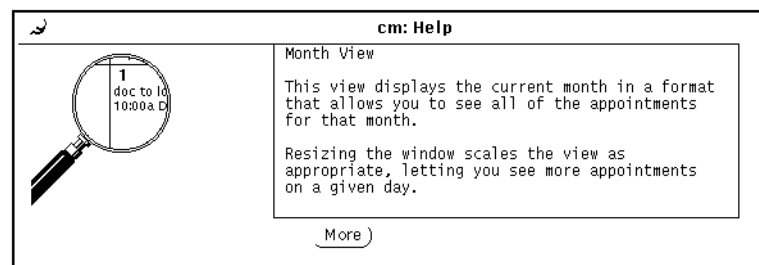 cm: Help
1
doc to lo
10:00a D
Month View
This view displays the current month in a format
that allows you to see all of the appointments
for that month.
Resizing the window scales the view as
appropriate, letting you see more appointments
on a given day.
More